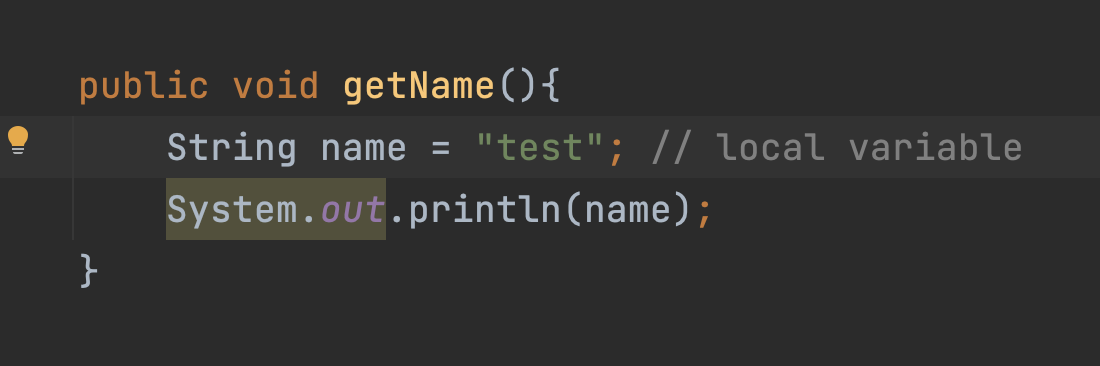 public void getName(){
    String name = "test"; // local variable
    System.out.println(name);
}